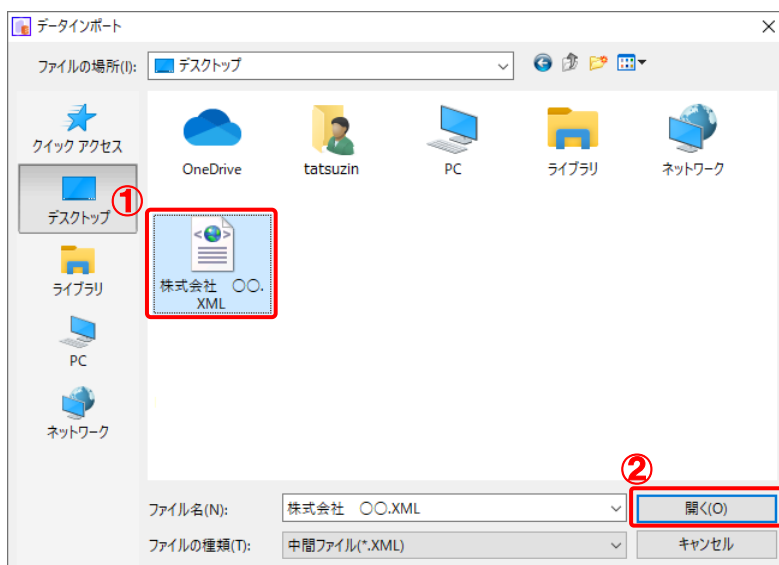 データインポート
ファイルの場所(I):
デスクトップ
クイック アクセス
デスクトップ
ライブラリ
PC
ネットワーク
OneDrive
tatsuzin
PC
ライブラリ
ネットワーク
①
株式会社　〇〇.
XML
②
ファイル名(N):
株式会社　〇〇.XML
開く(O)
ファイルの種類(T):
中間ファイル(*.XML)
キャンセル